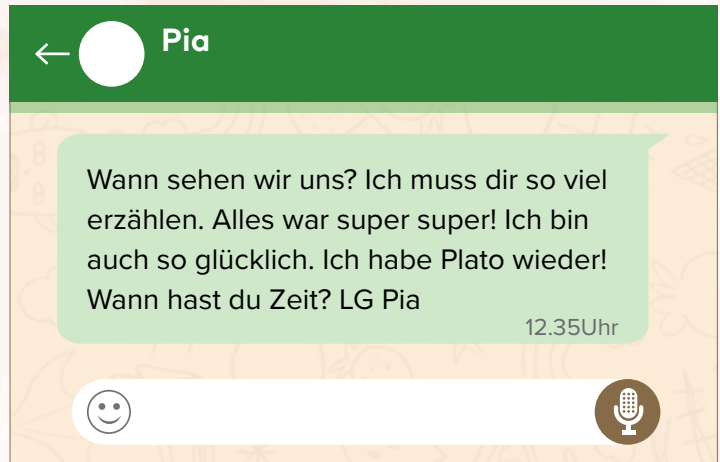 Pia
Wann sehen wir uns? Ich muss dir so viel
erzählen. Alles war super super! Ich bin
auch so glücklich. Ich habe Plato wieder!
Wann hast du Zeit? LG Pia
12.35Uhr